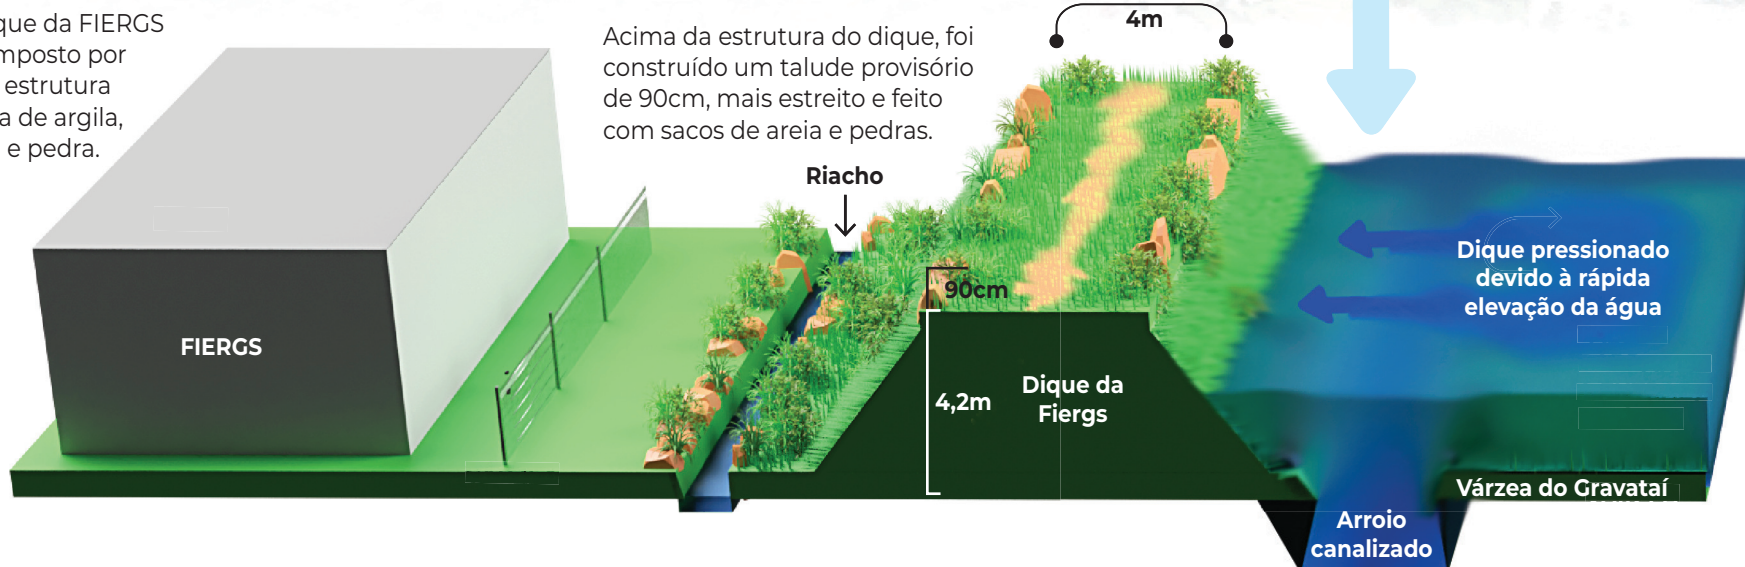 que da FIERGS
mposto por
estrutura
a de argila,
e pedra.
Acima da estrutura do dique, foi
construído um talude provisório
de 90cm, mais estreito e feito
com sacos de areia e pedras.
4m
Riacho
90cm
4,2m
Dique da
Fiergs
FIERGS
Dique pressionado
devido à rápida
elevação da água
Várzea do Gravataí
Arroio
canalizado